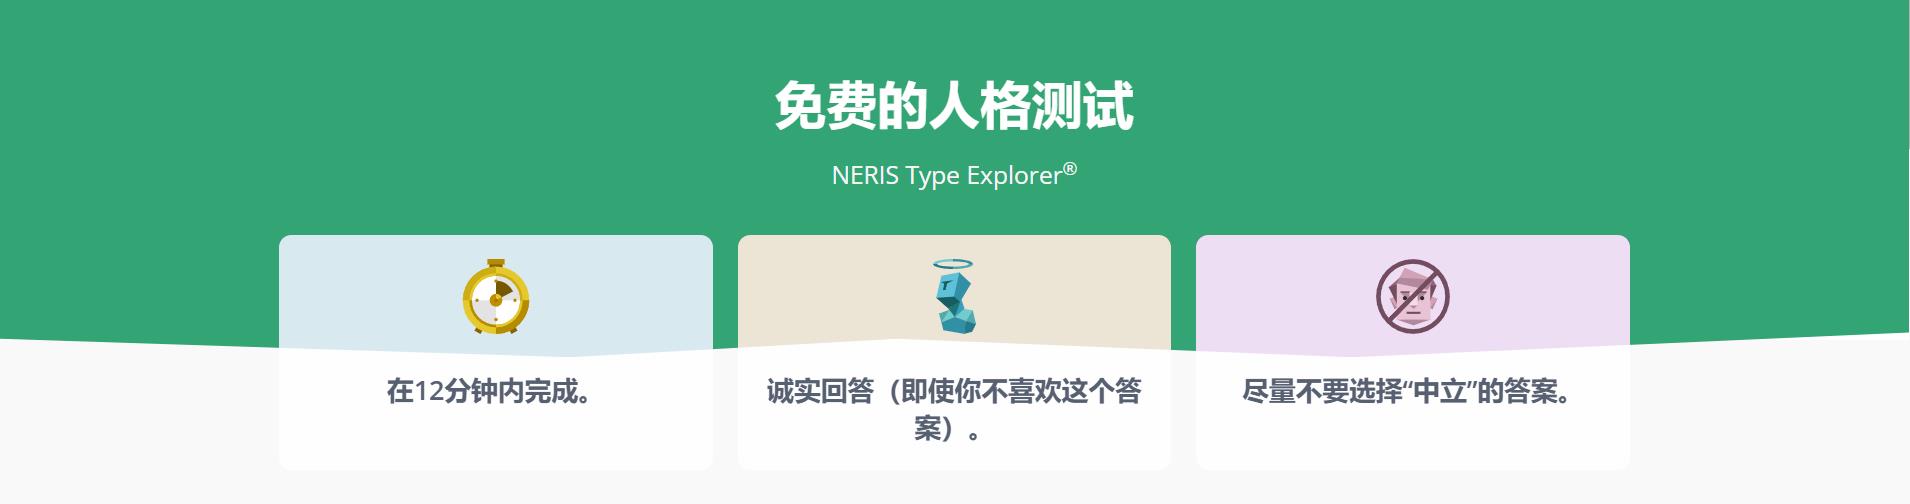 免费的人格测试
NERIS Type Explorer®
在12分钟内完成。
诚实回答（即使你不喜欢这个答
案）。
尽量不要选择“中立”的答案。